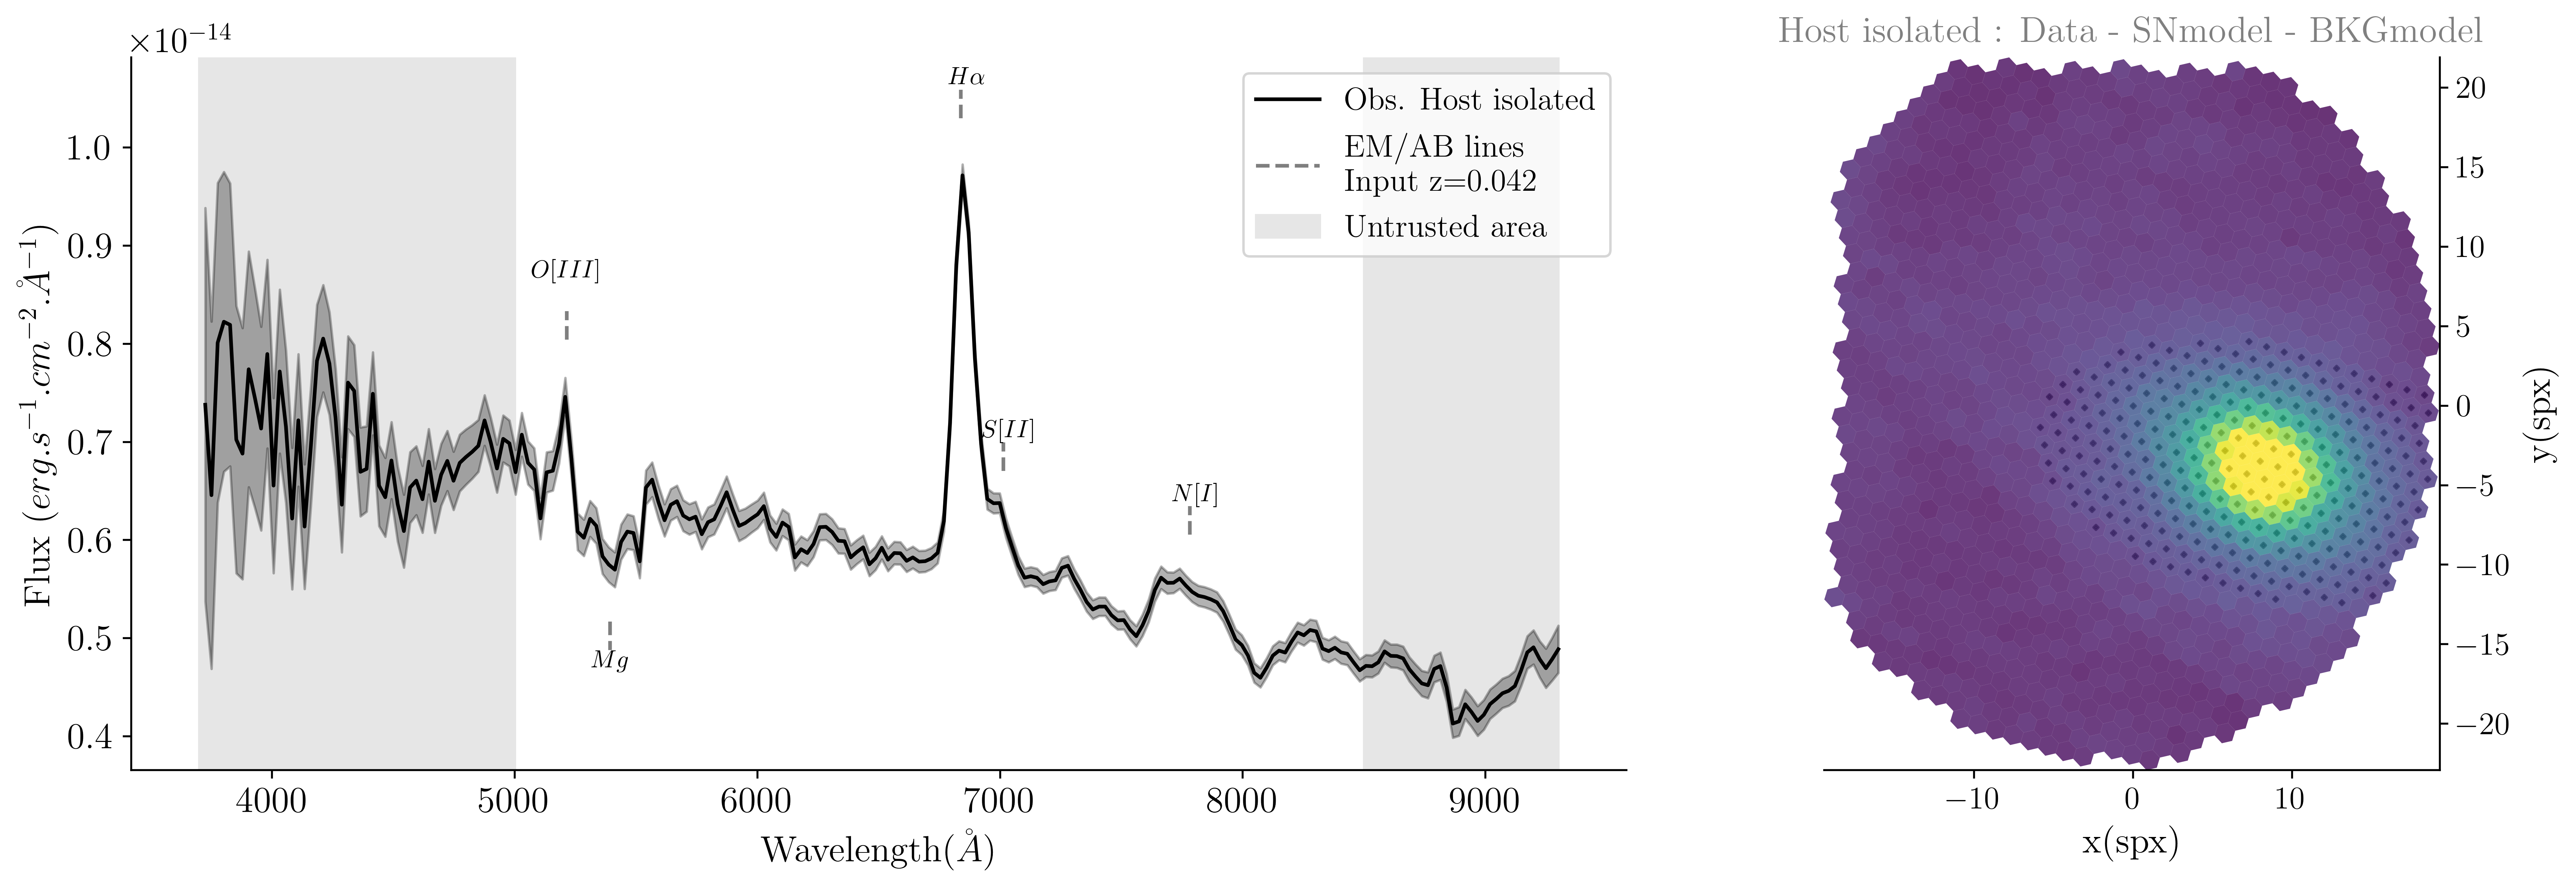 ×10⁻¹⁴
Flux (erg.s⁻¹.cm⁻².Å⁻¹)
1.0
0.9
0.8
0.7
0.6
0.5
0.4
Hα
O[III]
S[II]
N[I]
Mg
Obs. Host isolated
EM/AB lines
Input z=0.042
Untrusted area
4000 5000 6000 7000 8000 9000
Wavelength(Å)
Host isolated : Data - SNmodel - BKGmodel
20
15
10
5
0
−5
−10
−15
−20
y(spx)
−10 0 10
x(spx)